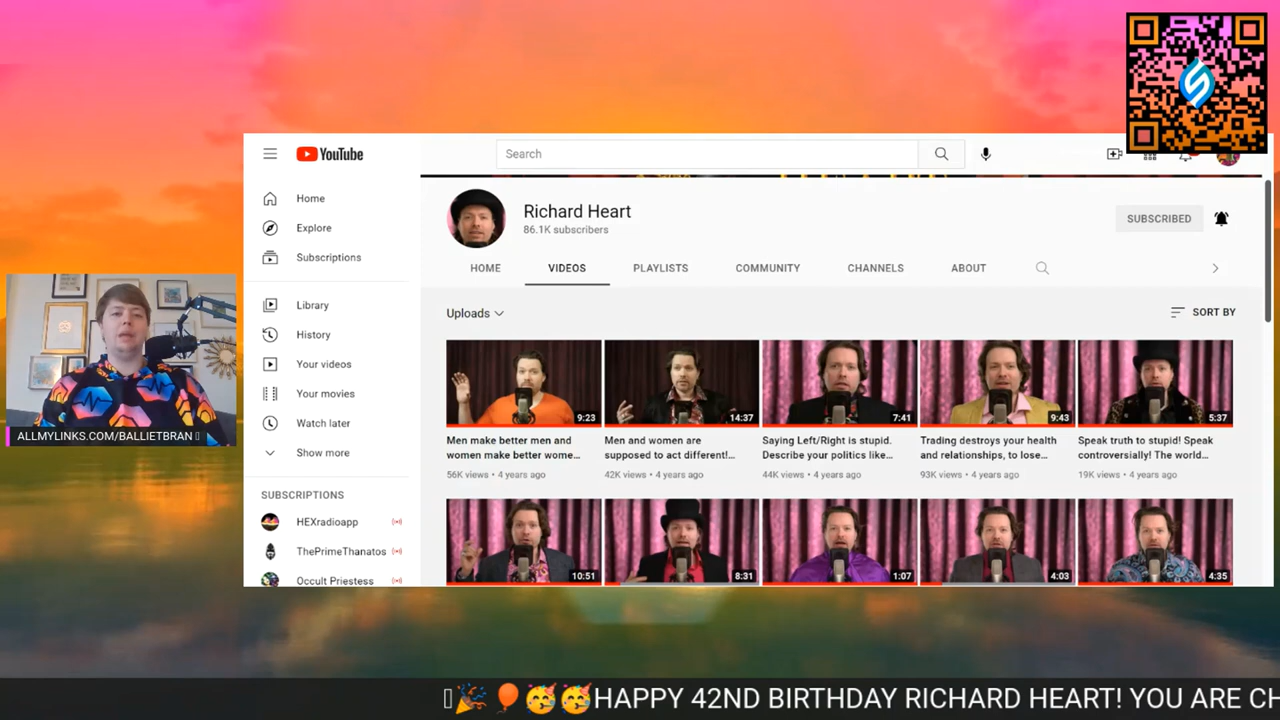 YouTube
Search
Home
Explore
Subscriptions
Library
History
Your videos
Your movies
Watch later
Show more
SUBSCRIPTIONS
HEXradioapp
ThePrimeThanatos
Occult Priestess
Richard Heart
86.1K subscribers
SUBSCRIBED
HOME
VIDEOS
PLAYLISTS
COMMUNITY
CHANNELS
ABOUT
Uploads
SORT BY
9:23
14:37
7:41
9:43
5:37
Men make better men and
women make better wome...
56K views • 4 years ago
Men and women are
supposed to act different!...
42K views • 4 years ago
Saying Left/Right is stupid.
Describe your politics like...
44K views • 4 years ago
Trading destroys your health
and relationships, to lose...
93K views • 4 years ago
Speak truth to stupid! Speak
controversially! The world...
19K views • 4 years ago
10:51
8:31
1:07
4:03
4:35
ALLMYLINKS.COM/BALLIETBRAN
HAPPY 42ND BIRTHDAY RICHARD HEART! YOU ARE CH